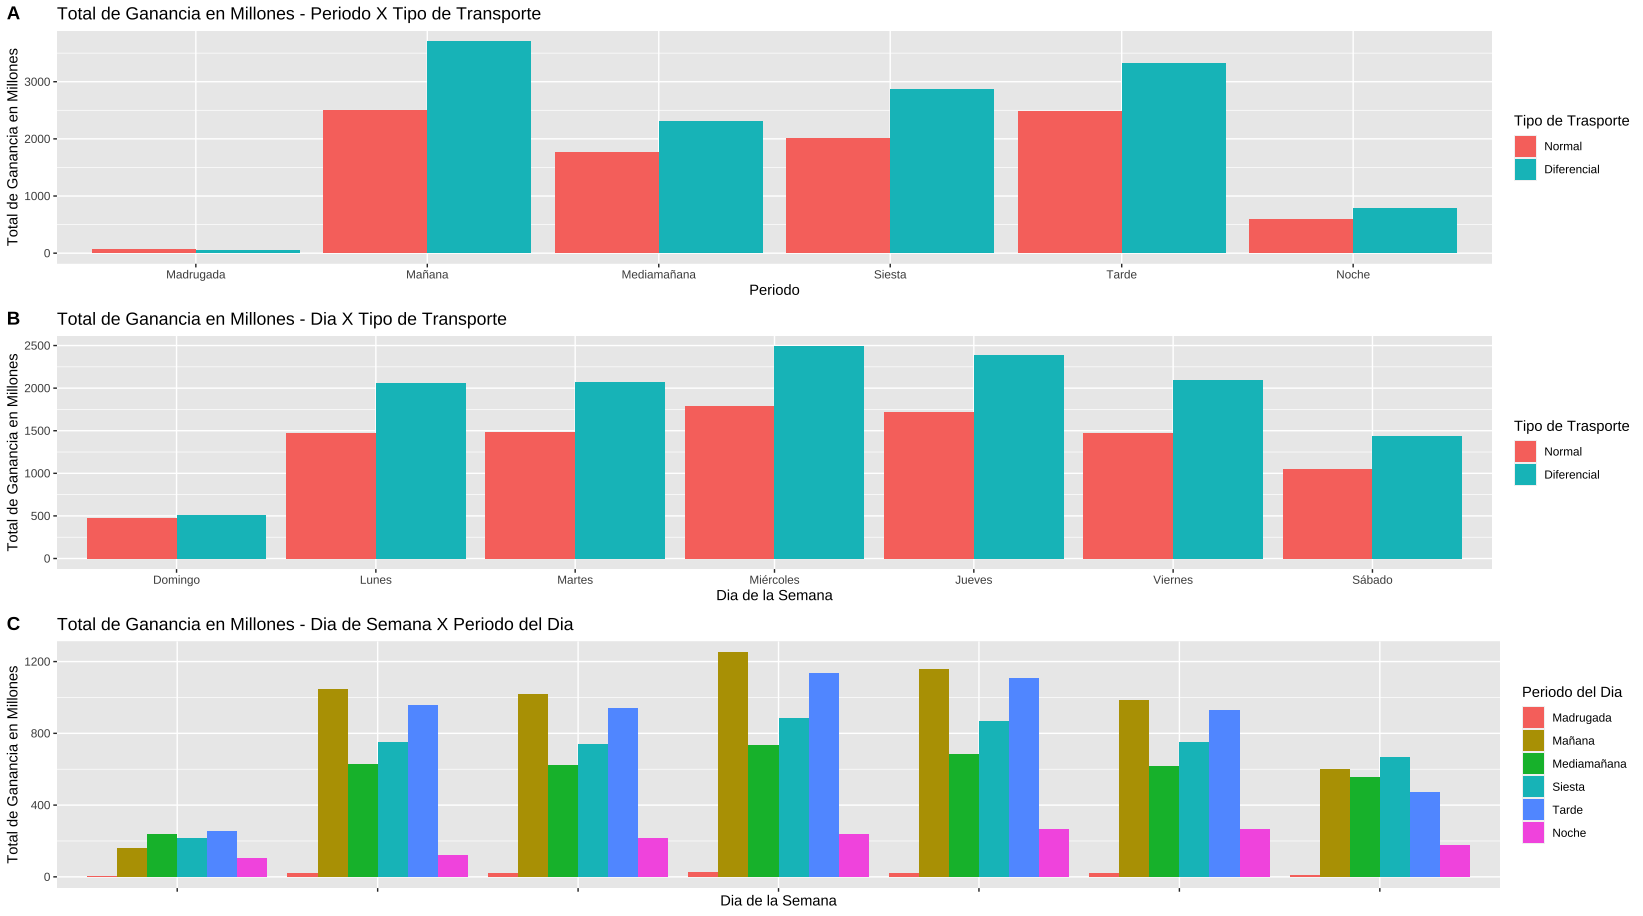 A
Total de Ganancia en Millones - Periodo X Tipo de Transporte
Total de Ganancia en Millones
3000
2000
1000
0
Madrugada
Mañana
Mediamañana
Siesta
Tarde
Noche
Periodo
Tipo de Trasporte
Normal
Diferencial
B
Total de Ganancia en Millones - Dia X Tipo de Transporte
Total de Ganancia en Millones
2500
2000
1500
1000
500
0
Domingo
Lunes
Martes
Miércoles
Jueves
Viernes
Sábado
Dia de la Semana
Tipo de Trasporte
Normal
Diferencial
C
Total de Ganancia en Millones - Dia de Semana X Periodo del Dia
Total de Ganancia en Millones
1200
800
400
0
Dia de la Semana
Periodo del Dia
Madrugada
Mañana
Mediamañana
Siesta
Tarde
Noche